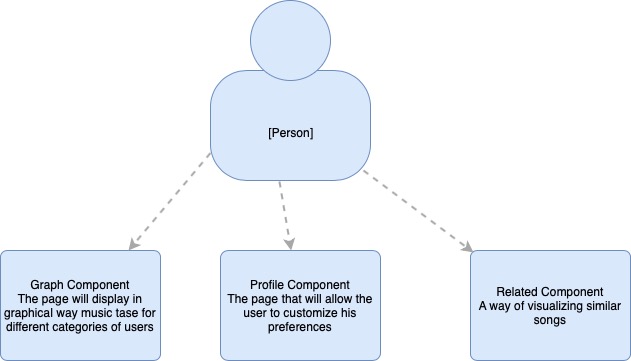 [Person]
Graph Component
The page will display in
graphical way music tase for
different categories of users
Profile Component
The page that will allow the
user to customize his
preferences
Related Component
A way of visualizing similar
songs